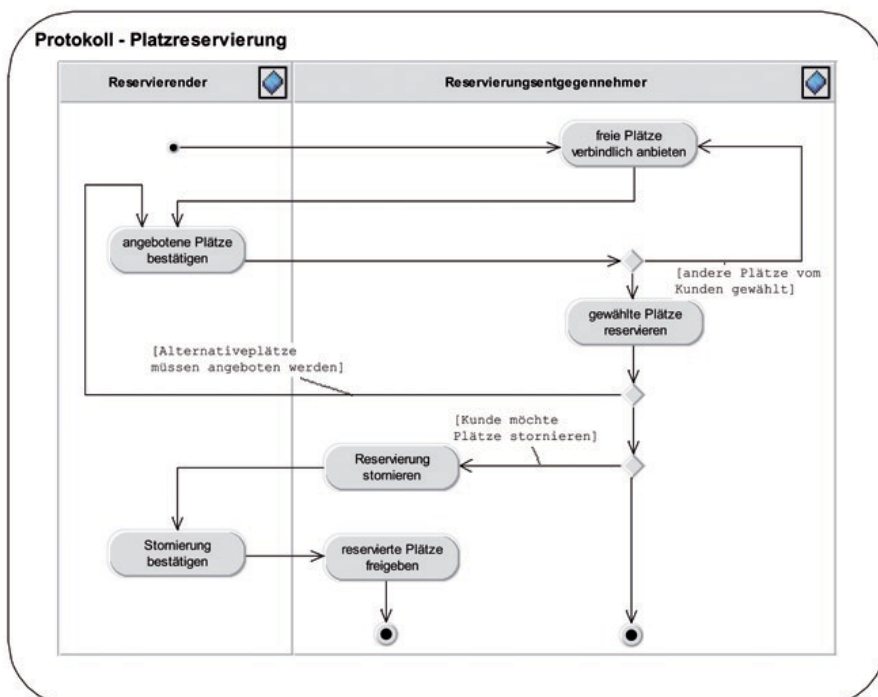 Protokoll - Platzreservierung
Reservierender
Reservierungsentgegennehmer
freie Plätze
verbindlich anbieten
angebotene Plätze
bestätigen
[andere Plätze vom
Kunden gewählt]
gewählte Plätze
reservieren
[Alternativeplätze
müssen angeboten werden]
[Kunde möchte
Plätze stornieren]
Reservierung
stornieren
Stornierung
bestätigen
reservierte Plätze
freigeben